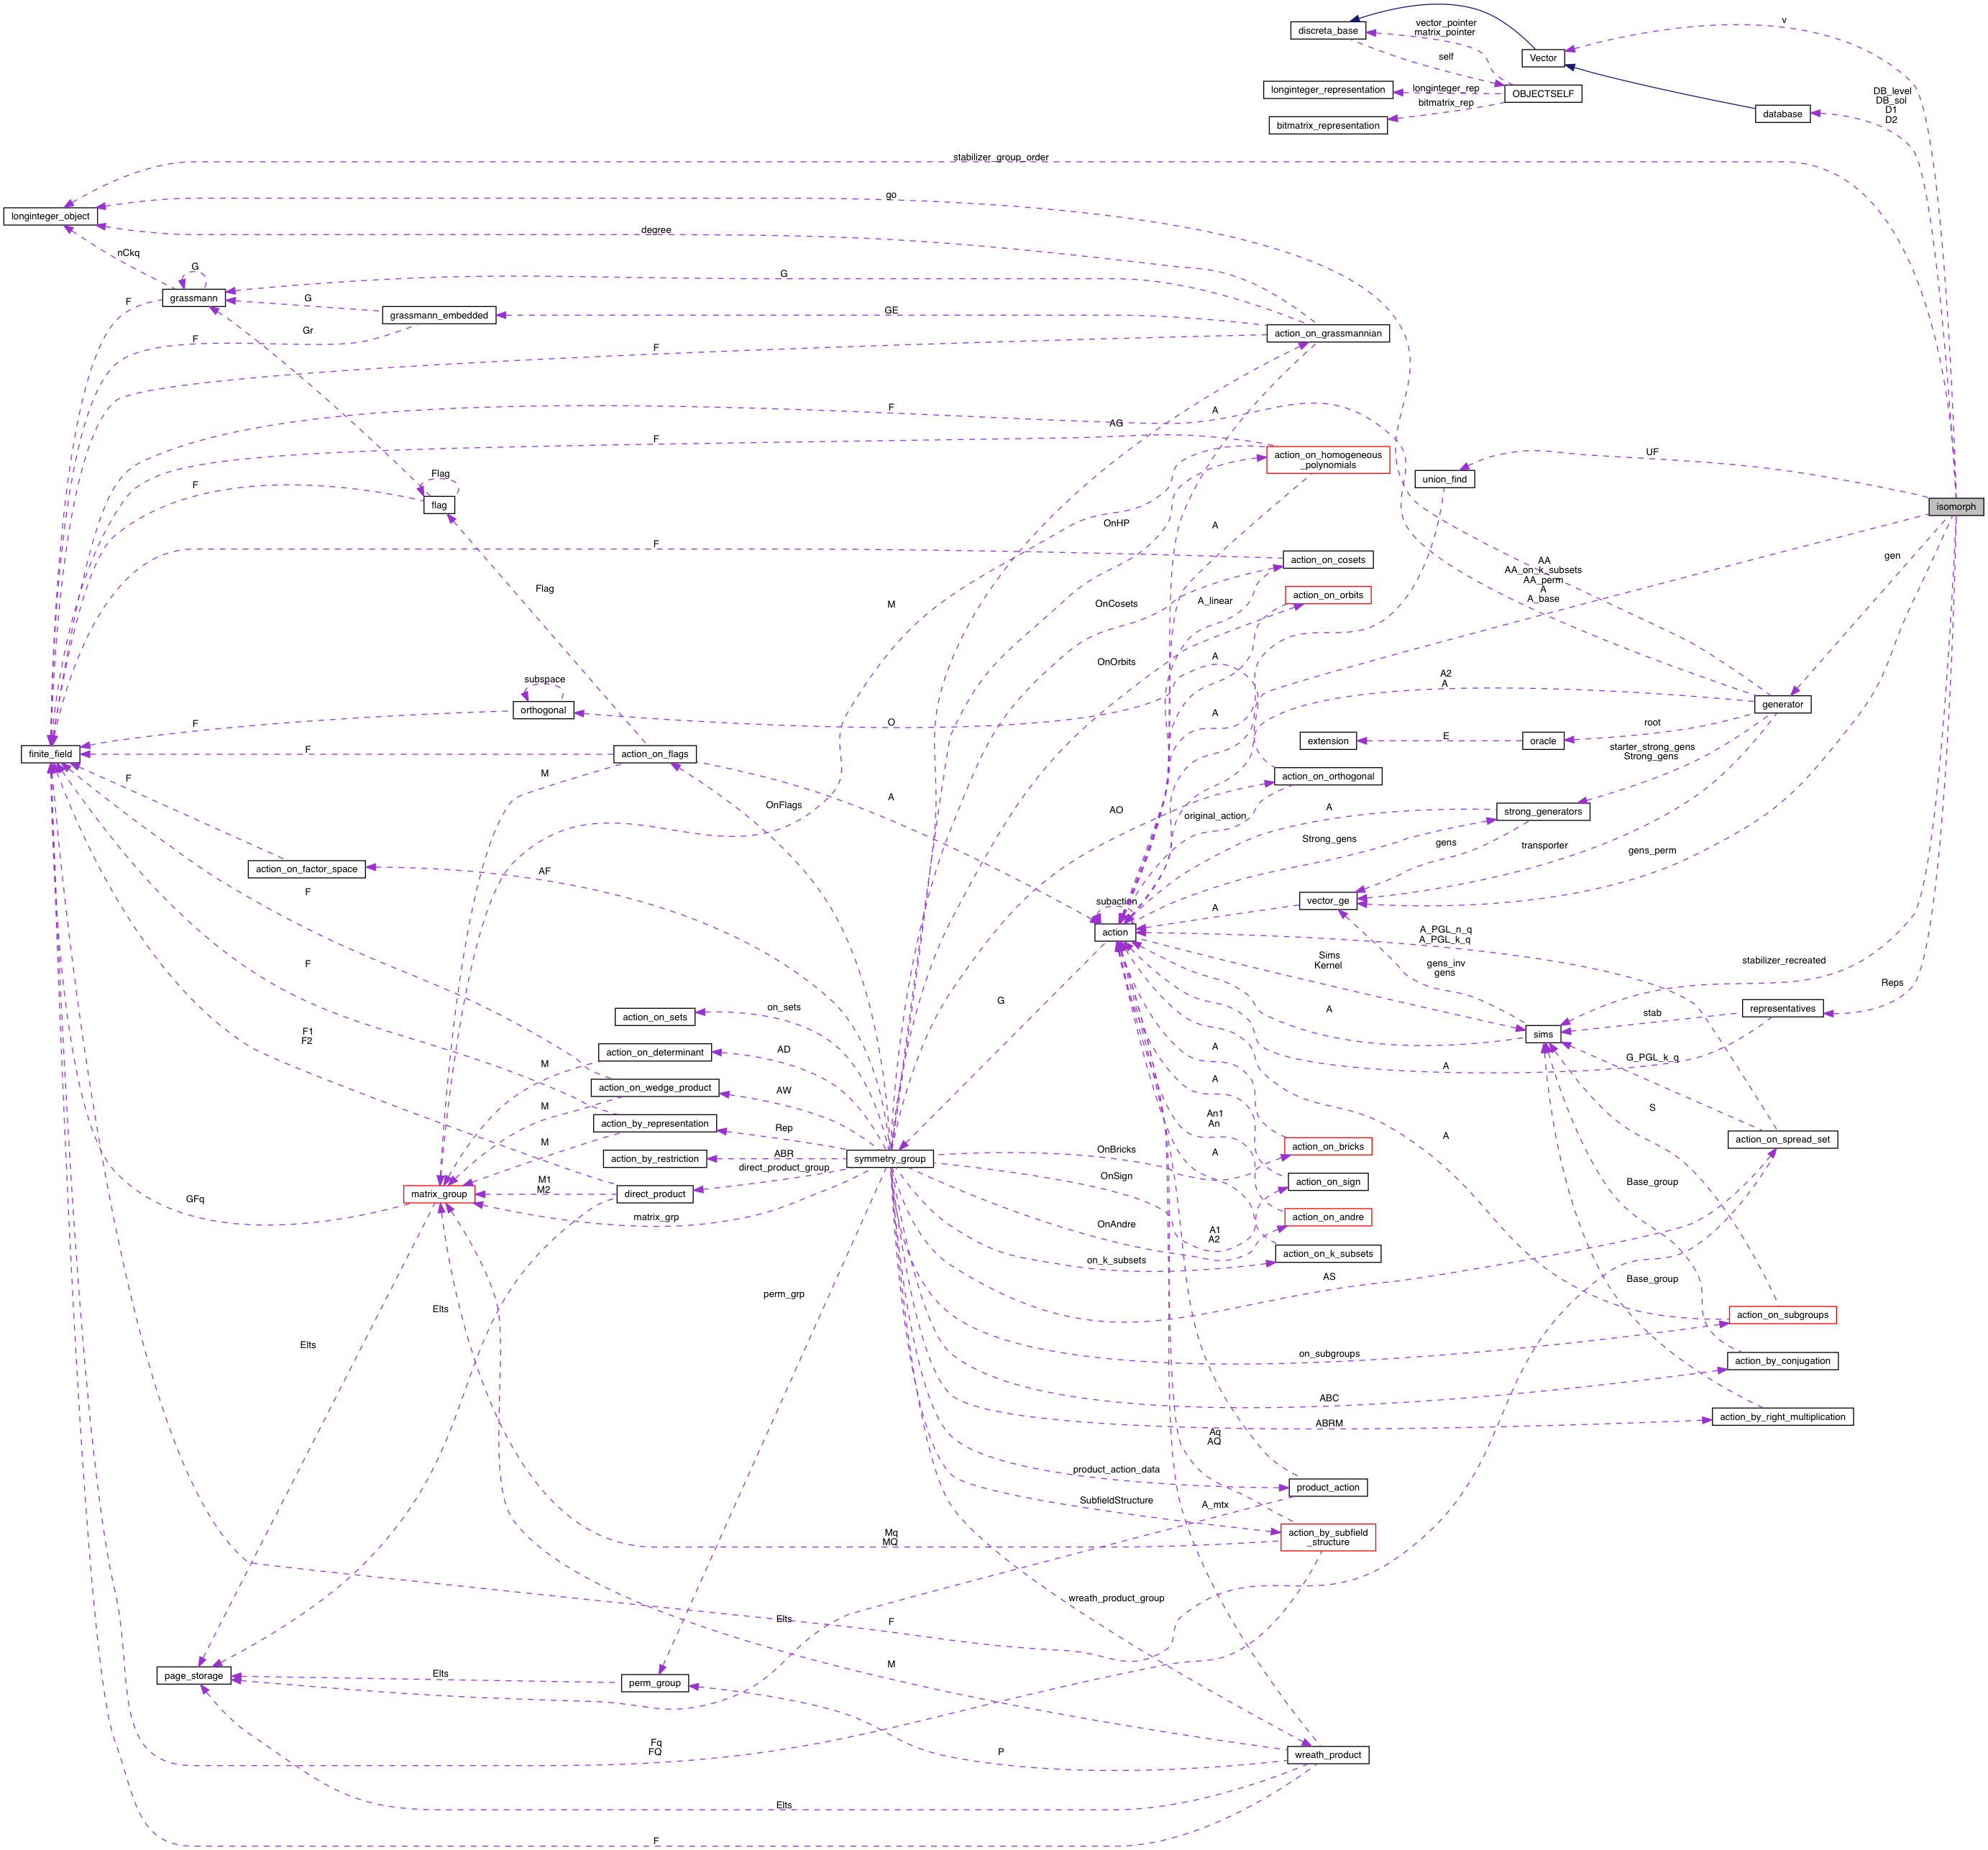 v
vector_pointer
matrix_pointer
discreta_base
self
Vector
longinteger_representation
longinteger_rep
OBJECTSELF
bitmatrix_rep
bitmatrix_representation
DB_level
DB_sol
D1
D2
database
stabilizer_group_order
go
longinteger_object
degree
nCkq
G
G
grassmann
F
G
grassmann_embedded
GE
action_on_grassmannian
Gr
F
F
F
A
AG
F
action_on_homogeneous
_polynomials
UF
union_find
Flag
F
flag
isomorph
OnHP
A
F
action_on_cosets
gen
AA
AA_on_k_subsets
AA_perm
A
A_base
Flag
M
OnCosets
A_linear
action_on_orbits
OnOrbits
A
subspace
orthogonal
A2
A
generator
F
O
A
root
finite_field
F
action_on_flags
extension
E
oracle
starter_strong_gens
Strong_gens
F
M
action_on_orthogonal
OnFlags
A
AO
original_action
A
strong_generators
Strong_gens
gens
transporter
gens_perm
action_on_factor_space
AF
F
subaction
A
vector_ge
action
A_PGL_n_q
A_PGL_k_q
Sims
Kernel
gens_inv
gens
stabilizer_recreated
F
G
Reps
on_sets
action_on_sets
A
representatives
stab
sims
F1
F2
AD
action_on_determinant
A
G_PGL_k_q
A
M
action_on_wedge_product
AW
A
M
action_by_representation
Rep
An1
An
S
A
action_on_spread_set
M
ABR
action_by_restriction
symmetry_group
OnBricks
A
action_on_bricks
direct_product_group
M1
M2
direct_product
matrix_group
GFq
OnSign
action_on_sign
Base_group
matrix_grp
OnAndre
A1
A2
action_on_andre
action_on_k_subsets
on_k_subsets
AS
Base_group
perm_grp
Elts
Elts
action_on_subgroups
on_subgroups
action_by_conjugation
ABC
ABRM
action_by_right_multiplication
Aq
AQ
product_action_data
product_action
SubfieldStructure
A_mtx
Mq
MQ
action_by_subfield
_structure
wreath_product_group
Elts
F
page_storage
Elts
perm_group
M
Fq
FQ
P
wreath_product
Elts
F